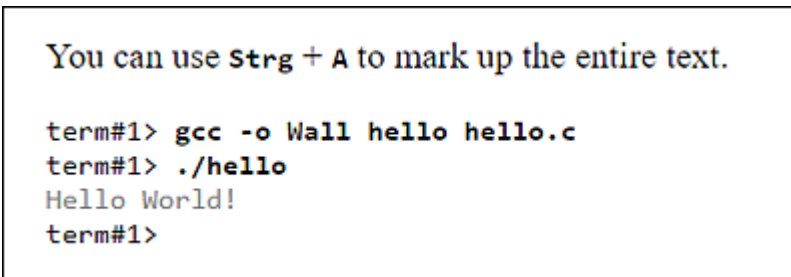 You can use Strg + A to mark up the entire text.
term#1> gcc -o Wall hello hello.c
term#1> ./hello
Hello World!
term#1>